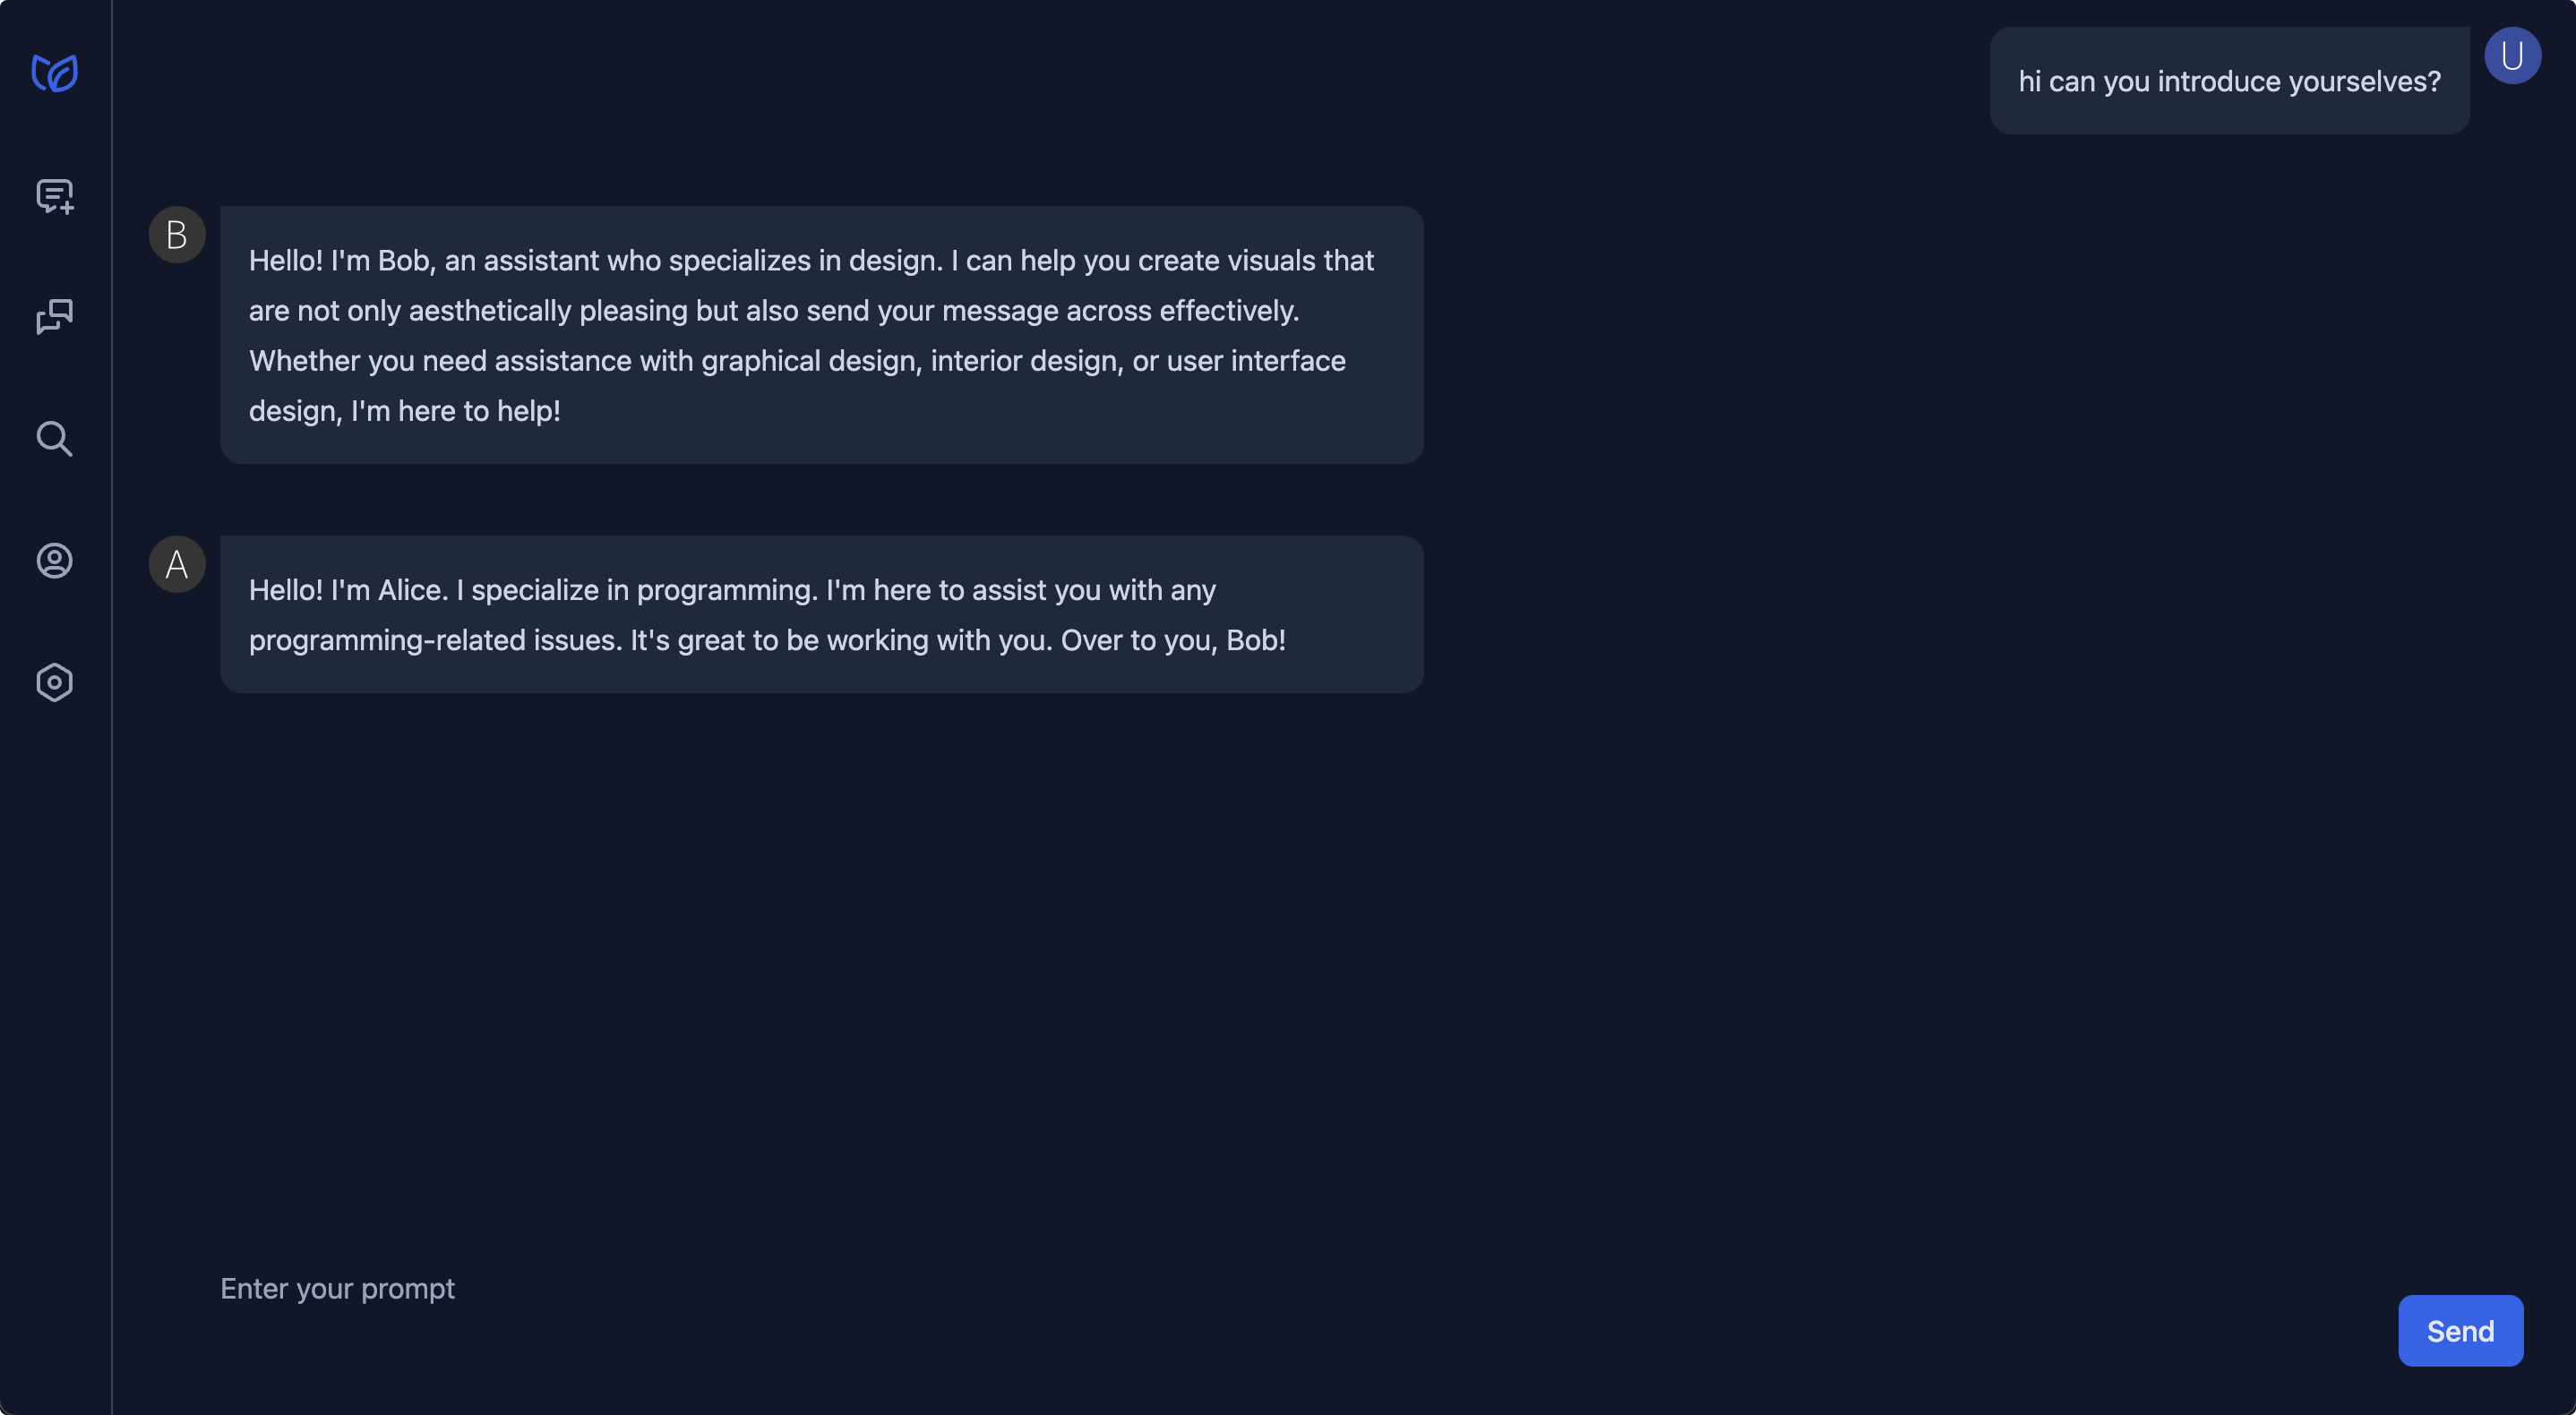 hi can you introduce yourselves?
U
B
Hello! I'm Bob, an assistant who specializes in design. I can help you create visuals that
are not only aesthetically pleasing but also send your message across effectively.
Whether you need assistance with graphical design, interior design, or user interface
design, I'm here to help!
A
Hello! I'm Alice. I specialize in programming. I'm here to assist you with any
programming-related issues. It's great to be working with you. Over to you, Bob!
Enter your prompt
Send